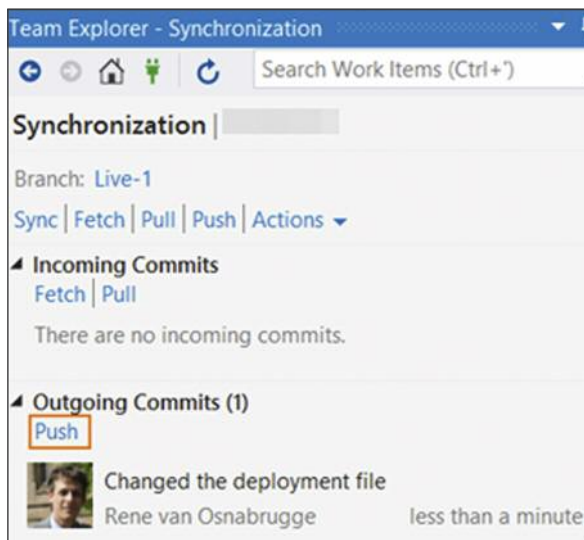 Team Explorer - Synchronization
Search Work Items (Ctrl+')
Synchronization |
Branch: Live-1
Sync | Fetch | Pull | Push | Actions
Incoming Commits
Fetch | Pull
There are no incoming commits.
Outgoing Commits (1)
Push
Changed the deployment file
Rene van Osnabrugge less than a minute